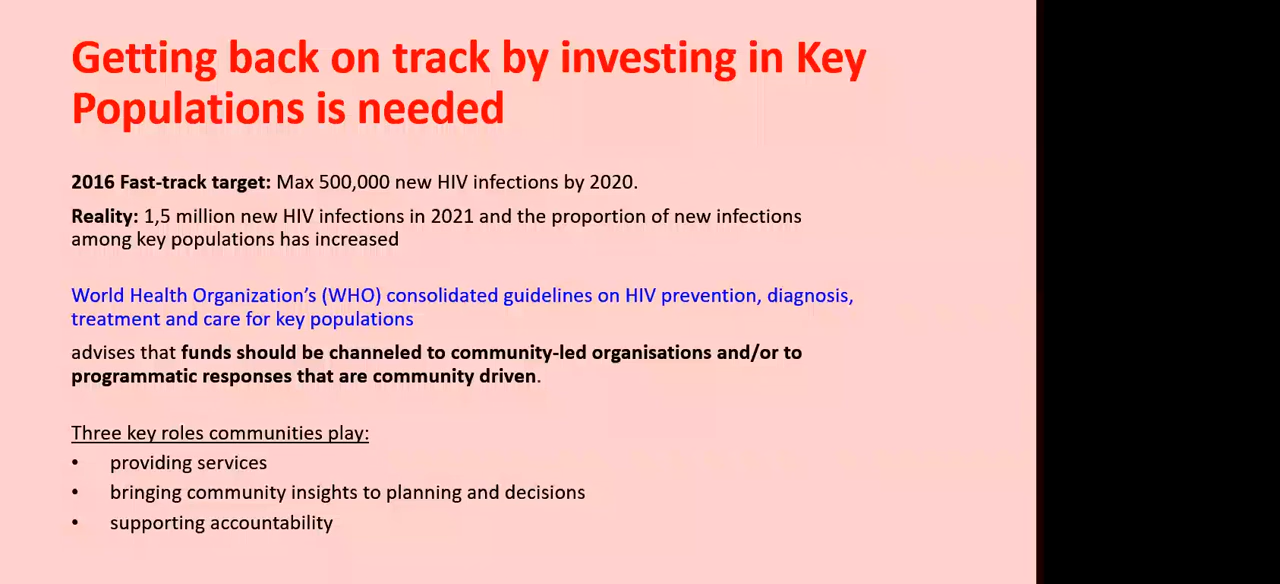 Getting back on track by investing in Key
Populations is needed
2016 Fast-track target: Max 500,000 new HIV infections by 2020.
Reality: 1,5 million new HIV infections in 2021 and the proportion of new infections
among key populations has increased
World Health Organization’s (WHO) consolidated guidelines on HIV prevention, diagnosis,
treatment and care for key populations
advises that funds should be channeled to community-led organisations and/or to
programmatic responses that are community driven.
Three key roles communities play:
• providing services
• bringing community insights to planning and decisions
• supporting accountability